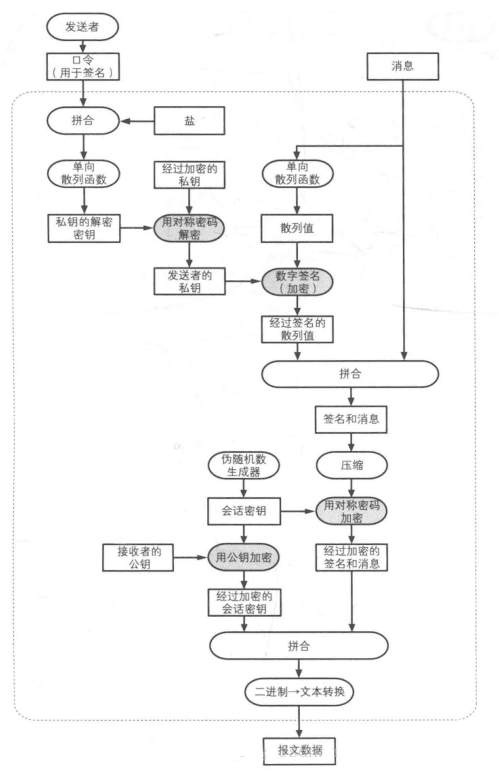 发送者
口令
（用于签名）
消息
拼合
盐
单向
散列函数
经过加密的
私钥
单向
散列函数
私钥的解密
密钥
用对称密码
解密
散列值
发送者的
私钥
数字签名
（加密）
经过签名的
散列值
拼合
签名和消息
伪随机数
生成器
压缩
会话密钥
用对称密码
加密
接收者的
公钥
用公钥加密
经过加密的
签名和消息
经过加密的
会话密钥
拼合
二进制→文本转换
报文数据